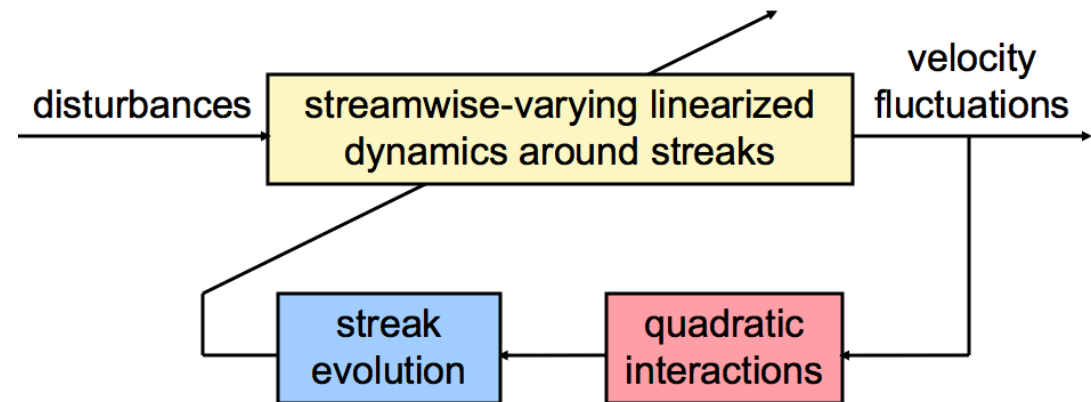 disturbances
streamwise-varying linearized
dynamics around streaks
velocity
fluctuations
streak
evolution
quadratic
interactions